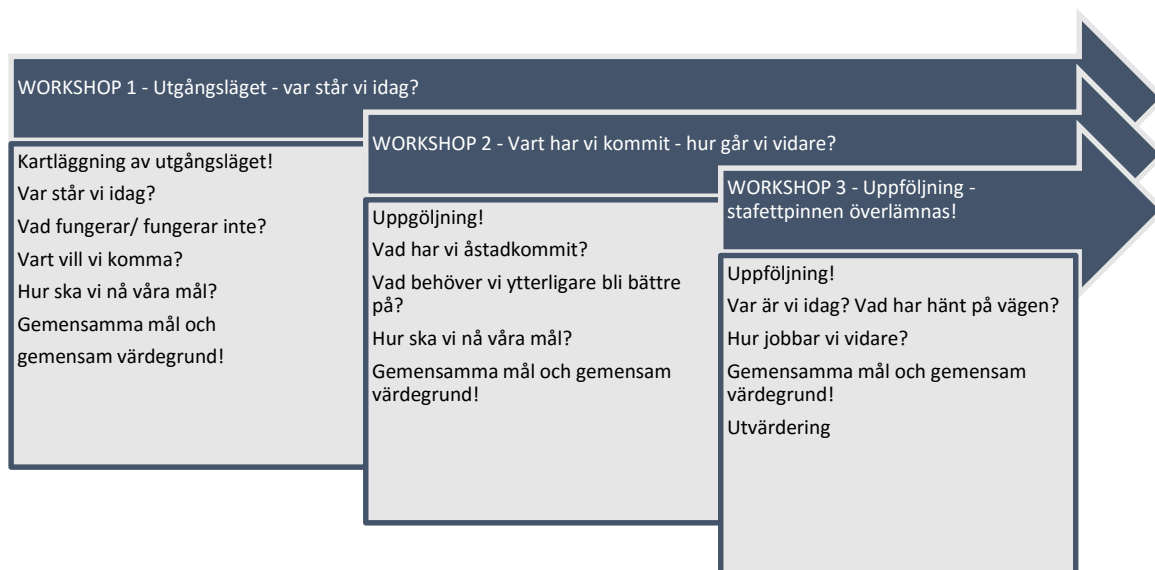 WORKSHOP 1 - Utgångsläget - var står vi idag?
Kartläggning av utgångsläget!
Var står vi idag?
Vad fungerar/ fungerar inte?
Vart vill vi komma?
Hur ska vi nå våra mål?
Gemensamma mål och
gemensam värdegrund!
WORKSHOP 2 - Vart har vi kommit - hur går vi vidare?
Uppgöljning!
Vad har vi åstadkommit?
Vad behöver vi ytterligare bli bättre
på?
Hur ska vi nå våra mål?
Gemensamma mål och gemensam
värdegrund!
WORKSHOP 3 - Uppföljning -
stafettpinnen överlämnas!
Uppföljning!
Var är vi idag? Vad har hänt på vägen?
Hur jobbar vi vidare?
Gemensamma mål och gemensam
värdegrund!
Utvärdering